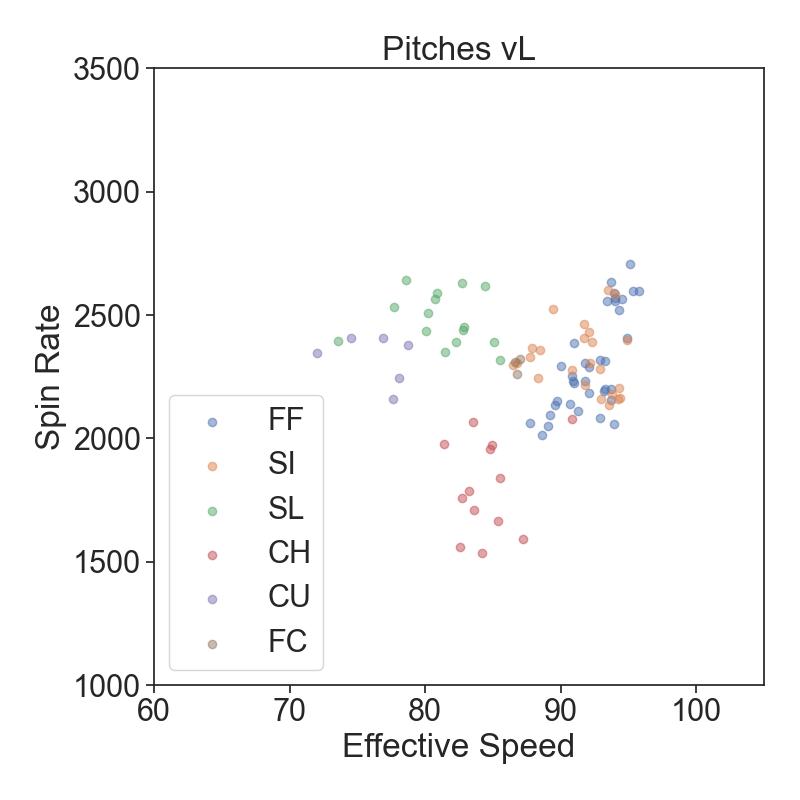 Pitches vL
3500
3000
2500
2000
1500
1000
Spin Rate
FF
SI
SL
CH
CU
FC
60 70 80 90 100
Effective Speed